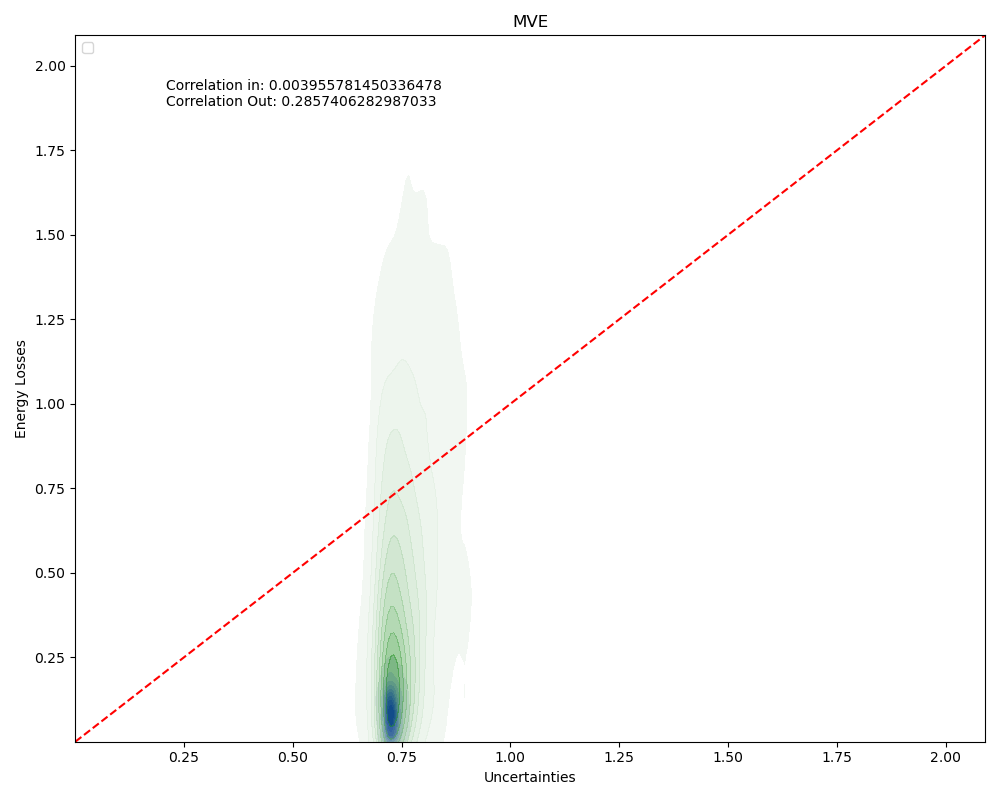 MVE
Correlation in: 0.003955781450336478
Correlation Out: 0.2857406282987033
Energy Losses
2.00
1.75
1.50
1.25
1.00
0.75
0.50
0.25
0.25 0.50 0.75 1.00 1.25 1.50 1.75 2.00
Uncertainties